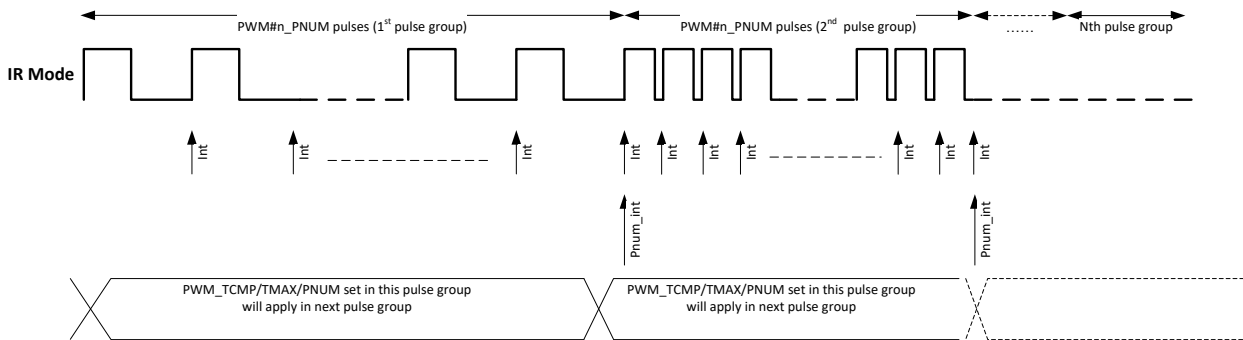 PWM#n_PNUM pulses (1st pulse group)
PWM#n_PNUM pulses (2nd pulse group)
......
Nth pulse group
IR Mode
Int
Int
Int
Int
Int
Int
Int
Int
Int
Int
Pnum_int
Pnum_int
PWM_TCMP/TMAX/PNUM set in this pulse group
will apply in next pulse group
PWM_TCMP/TMAX/PNUM set in this pulse group
will apply in next pulse group